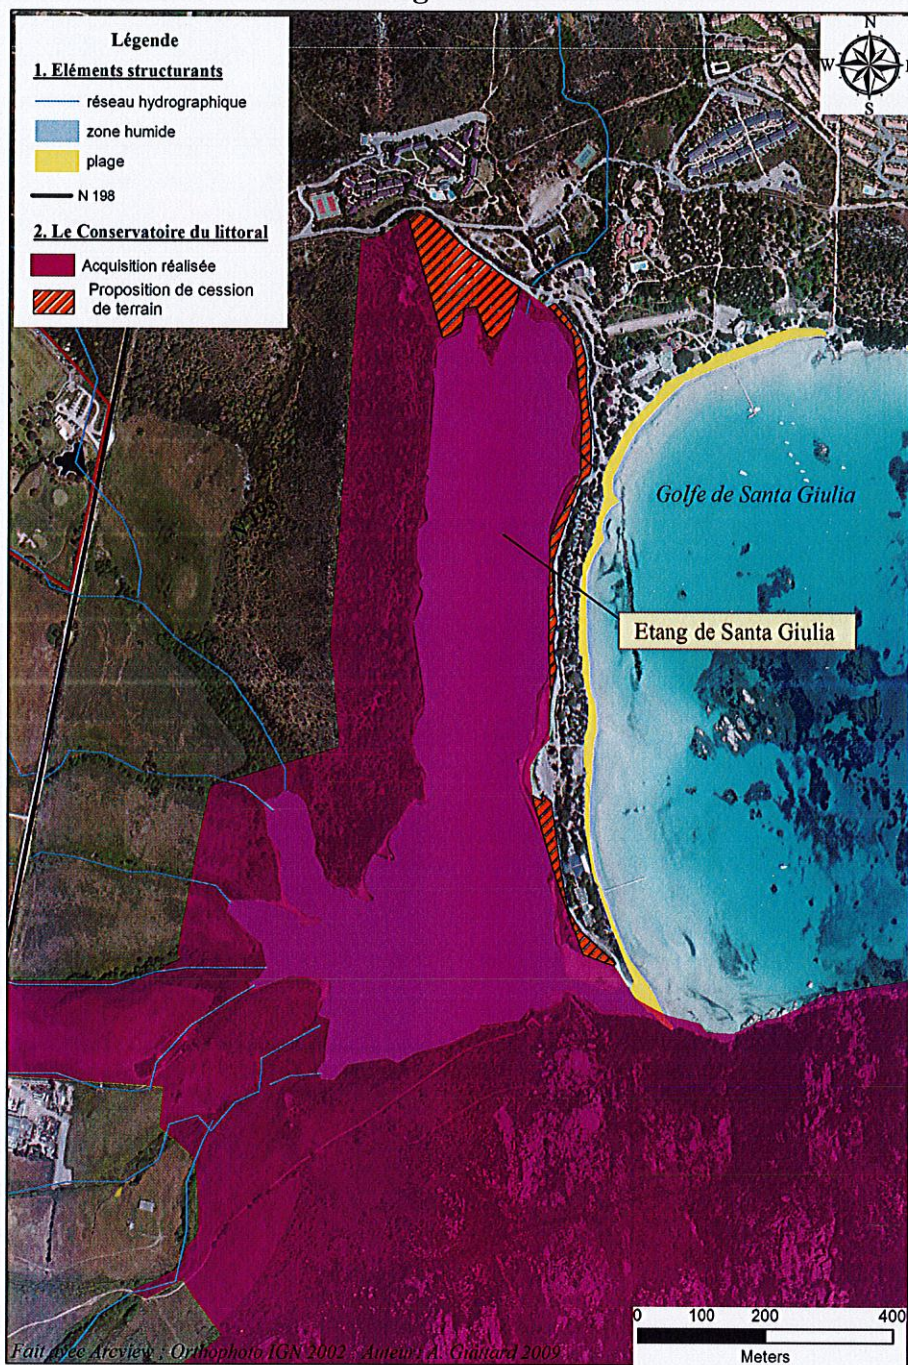 Légende
1. Eléments structurants
réseau hydrographique
zone humide
plage
N 198
2. Le Conservatoire du littoral
Acquisition réalisée
Proposition de cession
de terrain
N
W
S
Golfe de Santa Giulia
Etang de Santa Giulia
0 100 200 400
Meters
Fait avec Arcview ; Orthophoto IGN 2002 Auteur: A. 2009